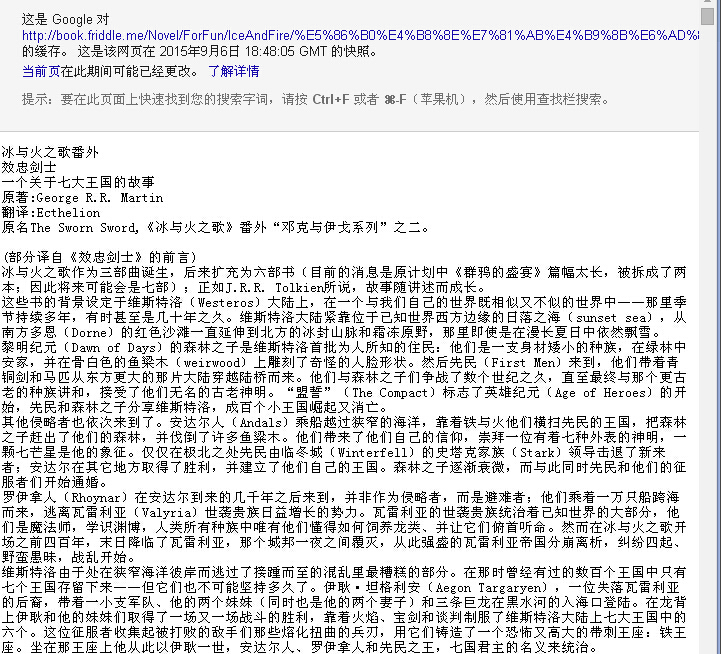 这是 Google 对
http://book.friddle.me/Novel/ForFun/IceAndFire/%E5%86%B0%E4%B8%8E%E7%81%AB%E4%B9%8B%E6%AD%8
的缓存。 这是该网页在 2015年9月6日 18:48:05 GMT 的快照。
当前页在此期间可能已经更改。 了解详情
提示：要在此页面上快速找到您的搜索字词，请按 Ctrl+F 或者 ⌘-F（苹果机），然后使用查找栏搜索。
冰与火之歌番外
效忠剑士
一个关于七大王国的故事
原著:George R.R. Martin
翻译:Ecthelion
原名The Sworn Sword,《冰与火之歌》番外“邓克与伊戈系列”之二。
(部分译自《效忠剑士》的前言)
冰与火之歌作为三部曲诞生，后来扩充为六部书（目前的消息是原计划中《群鸦的盛宴》篇幅太长，被拆成了两
本；因此将来可能会是七部）；正如J.R.R. Tolkien所说，故事随讲述而成长。
这些书的背景设定于维斯特洛（Westeros）大陆上，在一个与我们自己的世界既相似又不似的世界中——那里季
节持续多年，有时甚至是几十年之久。维斯特洛大陆紧靠位于已知世界西方边缘的日落之海（sunset sea），从
南方多恩（Dorne）的红色沙滩一直延伸到北方的冰封山脉和霜冻原野，那里即使是在漫长夏日中依然飘雪。
黎明纪元（Dawn of Days）的森林之子是维斯特洛首批为人所知的住民：他们是一支身材矮小的种族，在绿林中
安家，并在骨白色的鱼梁木（weirwood）上雕刻了奇怪的人脸形状。然后先民（First Men）来到，他们带着青
铜剑和马匹从东方更大的那片大陆穿越陆桥而来。他们与森林之子们争战了数个世纪之久，直至最终与那个更古
老的种族讲和，接受了他们无名的古老神明。“盟誓”（The Compact）标志了英雄纪元（Age of Heroes）的开
始，先民和森林之子分享维斯特洛，成百个小王国崛起又消亡。
其他侵略者也依次来到了。安达尔人（Andals）乘船越过狭窄的海洋，靠着铁与火他们横扫先民的王国，把森林
之子赶出了他们的森林，并伐倒了许多鱼梁木。他们带来了他们自己的信仰，崇拜一位有着七种外表的神明，一
颗七芒星是他的象征。仅仅在极北之处先民由临冬城（Winterfell）的史塔克家族（Stark）领导击退了新来
者；安达尔在其它地方取得了胜利，并建立了他们自己的王国。森林之子逐渐衰微，而与此同时先民和他们的征
服者们开始通婚。
罗伊拿人（Rhoynar）在安达尔到来的几千年之后来到，并非作为侵略者，而是避难者；他们乘着一万只船跨海
而来，逃离瓦雷利亚（Valyria）世袭贵族日益增长的势力。瓦雷利亚的世袭贵族统治着已知世界的大部分，他
们是魔法师，学识渊博，人类所有种族中唯有他们懂得如何饲养龙类、并让它们俯首听命。然而在冰与火之歌开
场之前四百年，末日降临了瓦雷利亚，那个城邦一夜之间覆灭，从此强盛的瓦雷利亚帝国分崩离析，纠纷四起、
野蛮愚昧，战乱开始。
维斯特洛由于处在狭窄海洋彼岸而逃过了接踵而至的混乱里最糟糕的部分。在那时曾经有过的数百个王国中只有
七个王国存留下来——但它们也不可能坚持多久了。伊耿·坦格利安（Aegon Targaryen），一位失落瓦雷利亚
的后裔，带着一小支军队、他的两个妹妹（同时也是他的两个妻子）和三条巨龙在黑水河的入海口登陆。在龙背
上伊耿和他的妹妹们取得了一场又一场战斗的胜利，靠着火焰、宝剑和谈判制服了维斯特洛大陆上七大王国中的
六个。这位征服者收集起被打败的敌手们那些熔化扭曲的兵刃，用它们铸造了一个恐怖又高大的带刺王座：铁王
座。坐在那王座上他从此以伊耿一世，安达尔人、罗伊拿人和先民之王，七国君主的名义来统治。